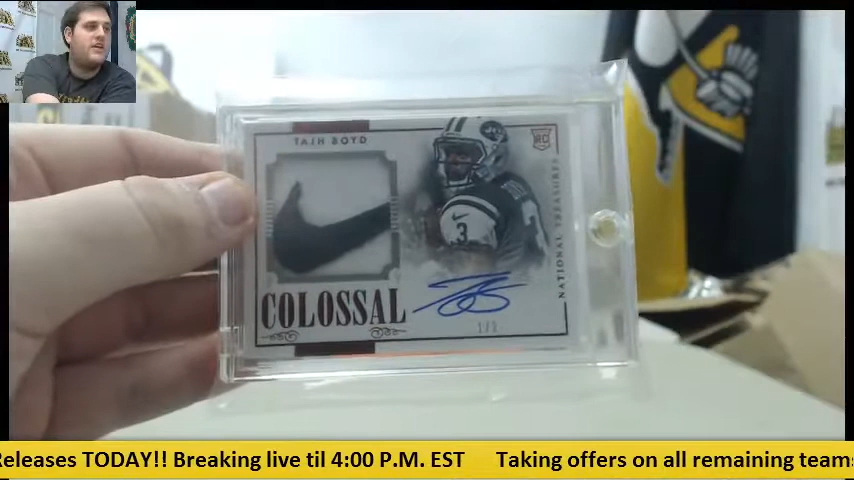 TAJH BOYD
RC
3
NATIONAL TREASURES
COLOSSAL
1/1
Releases TODAY!! Breaking live til 4:00 P.M. EST Taking offers on all remaining teams